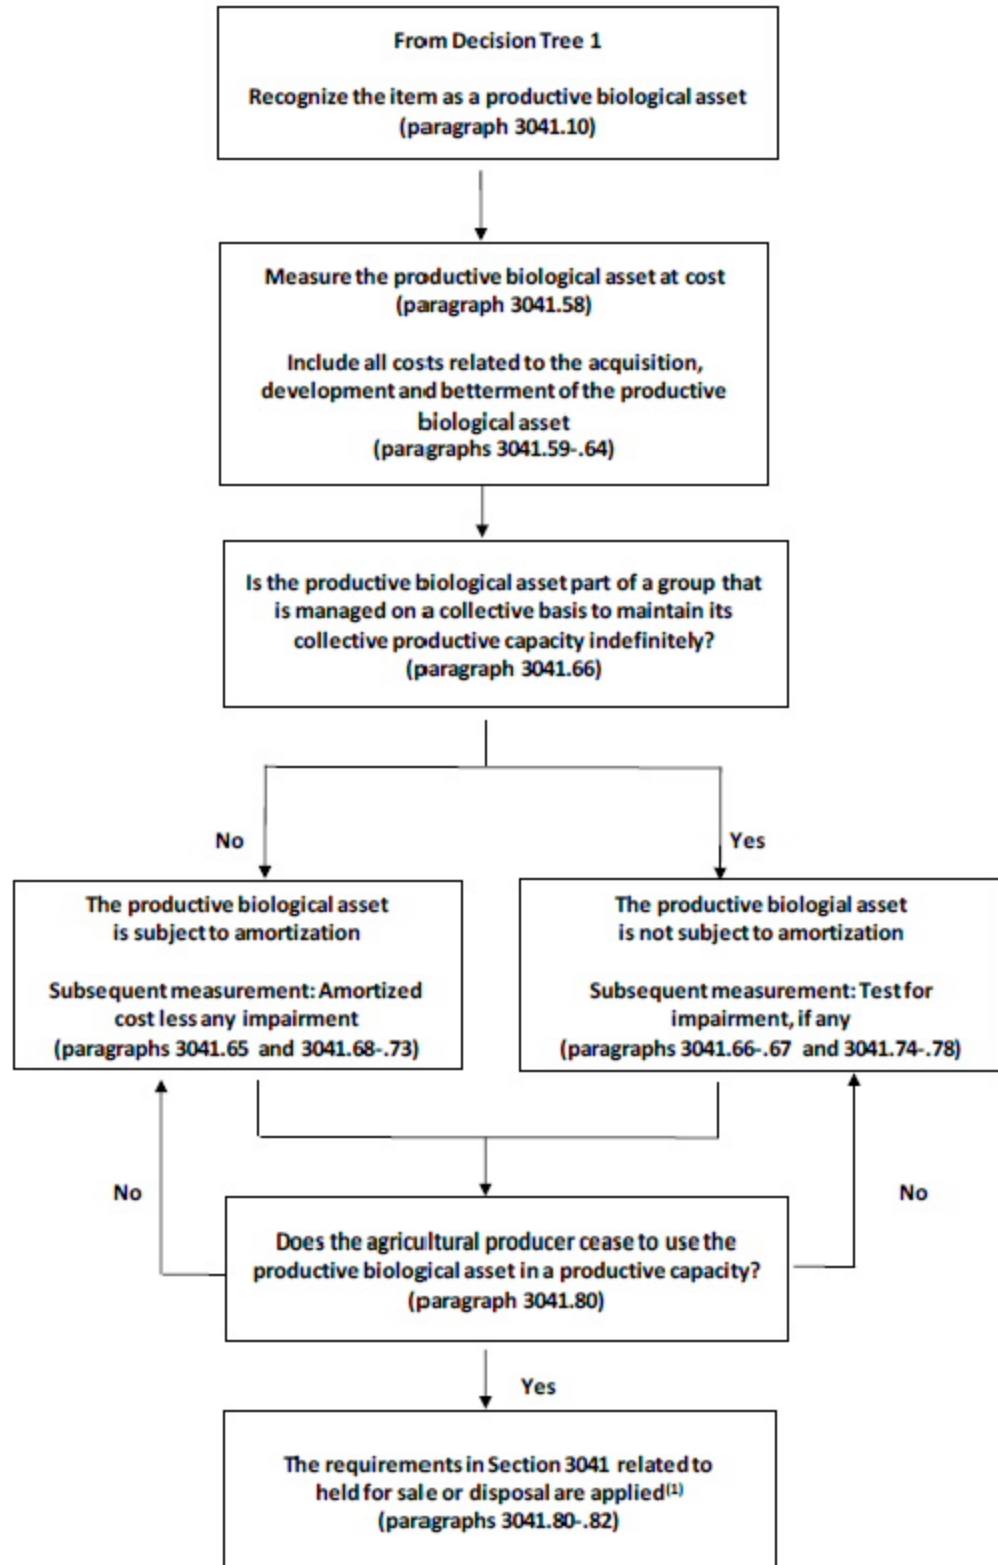 From Decision Tree 1
Recognize the item as a productive biological asset
(paragraph 3041.10)
Measure the productive biological asset at cost
(paragraph 3041.58)
Include all costs related to the acquisition,
development and betterment of the productive
biological asset
(paragraphs 3041.59-.64)
Is the productive biological asset part of a group that
is managed on a collective basis to maintain its
collective productive capacity indefinitely?
(paragraph 3041.66)
No
Yes
The productive biological asset
is subject to amortization
Subsequent measurement: Amortized
cost less any impairment
(paragraphs 3041.65 and 3041.68-.73)
The productive biologial asset
is not subject to amortization
Subsequent measurement: Test for
impairment, if any
(paragraphs 3041.66-.67 and 3041.74-.78)
No
No
Does the agricultural producer cease to use the
productive biological asset in a productive capacity?
(paragraph 3041.80)
Yes
The requirements in Section 3041 related to
held for sale or disposal are applied(1)
(paragraphs 3041.80-.82)